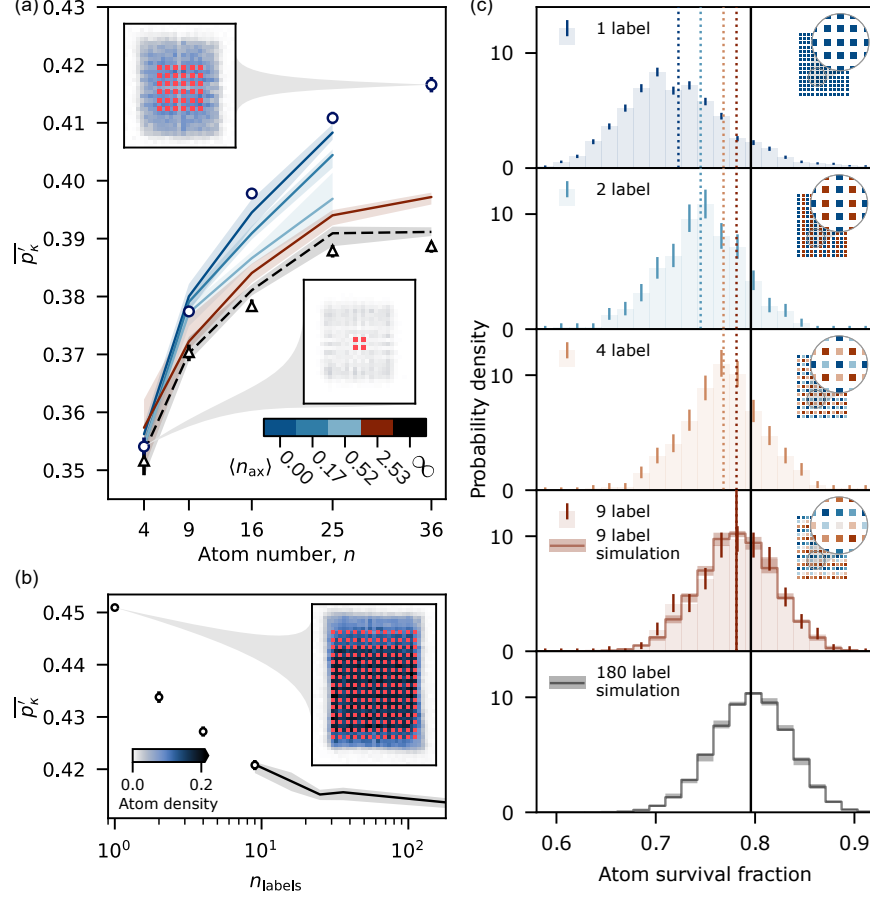 (a)
0.43
0.42
0.41
0.40
0.39
0.38
0.37
0.36
0.35
p′κ
⟨nax⟩
0.00
0.17
0.52
2.53
∞
4
9
16
25
36
Atom number, n
(b)
0.45
0.44
0.43
0.42
p′κ
0.0
0.2
Atom density
10⁰
10¹
10²
nlabels
(c)
Probability density
10
0
1 label
10
0
2 label
10
0
4 label
10
0
9 label
9 label
simulation
10
0
180 label
simulation
0.6
0.7
0.8
0.9
Atom survival fraction